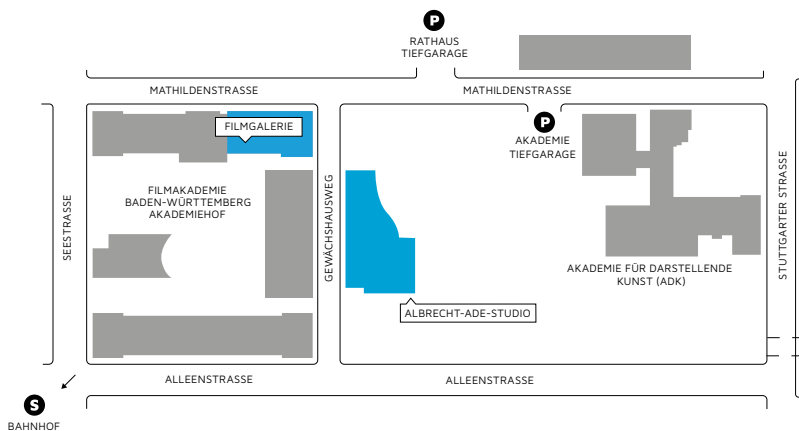 P
RATHAUS
TIEFGARAGE
MATHILDENSTRASSE
MATHILDENSTRASSE
FILMGALERIE
P
AKADEMIE
TIEFGARAGE
SEESTRASSE
FILMAKADEMIE
BADEN-WÜRTTEMBERG
AKADEMIEHOF
GEWÄCHSHAUSWEG
STUTTGARTER STRASSE
AKADEMIE FÜR DARSTELLENDE
KUNST (ADK)
ALBRECHT-ADE-STUDIO
ALLEENSTRASSE
ALLEENSTRASSE
S
BAHNHOF